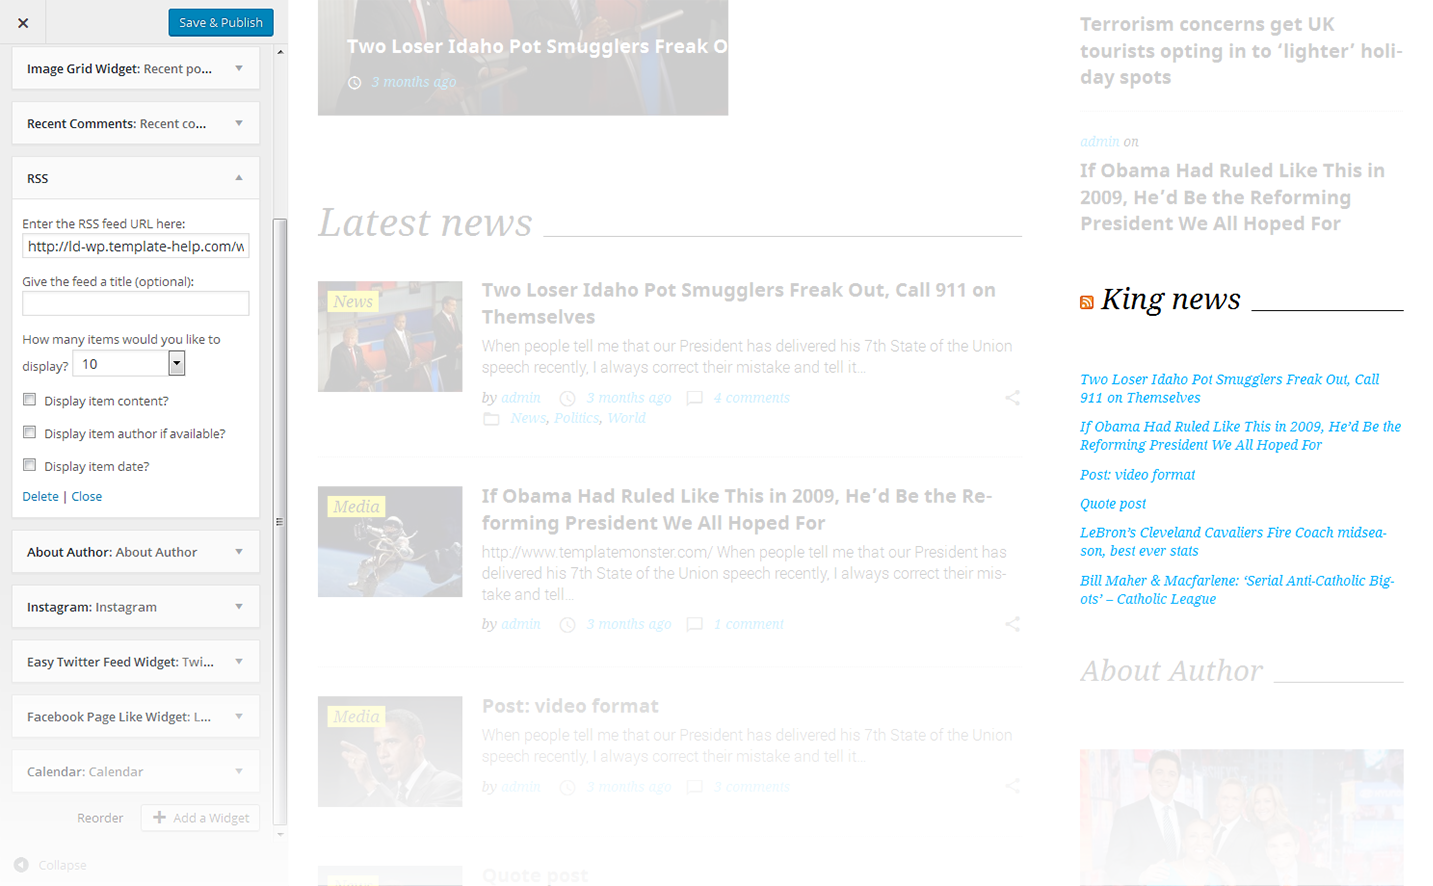 Save & Publish
Image Grid Widget: Recent po...
Recent Comments: Recent co...
RSS
Enter the RSS feed URL here:
http://ld-wp.template-help.com/w
Give the feed a title (optional):
How many items would you like to
display? 10
Display item content?
Display item author if available?
Display item date?
Delete | Close
About Author: About Author
Instagram: Instagram
Easy Twitter Feed Widget: Twi...
Facebook Page Like Widget: L...
Calendar: Calendar
Reorder
Add a Widget
Collapse
Two Loser Idaho Pot Smugglers Freak O
3 months ago
Latest news
News
Two Loser Idaho Pot Smugglers Freak Out, Call 911 on
Themselves
When people tell me that our President has delivered his 7th State of the Union
speech recently, I always correct their mistake and tell it...
by admin 3 months ago 4 comments
News, Politics, World
Media
If Obama Had Ruled Like This in 2009, He’d Be the Re-
forming President We All Hoped For
http://www.templatemonster.com/ When people tell me that our President has
delivered his 7th State of the Union speech recently, I always correct their mis-
take and tell...
by admin 3 months ago 1 comment
Media
Post: video format
When people tell me that our President has delivered his 7th State of the Union
speech recently, I always correct their mistake and tell it...
by admin 3 months ago 3 comments
News
Quote post
Terrorism concerns get UK
tourists opting in to ‘lighter’ holi-
day spots
admin on
If Obama Had Ruled Like This in
2009, He’d Be the Reforming
President We All Hoped For
King news
Two Loser Idaho Pot Smugglers Freak Out, Call
911 on Themselves
If Obama Had Ruled Like This in 2009, He’d Be the
Reforming President We All Hoped For
Post: video format
Quote post
LeBron’s Cleveland Cavaliers Fire Coach midsea-
son, best ever stats
Bill Maher & Macfarlene: ‘Serial Anti-Catholic Big-
ots’ – Catholic League
About Author